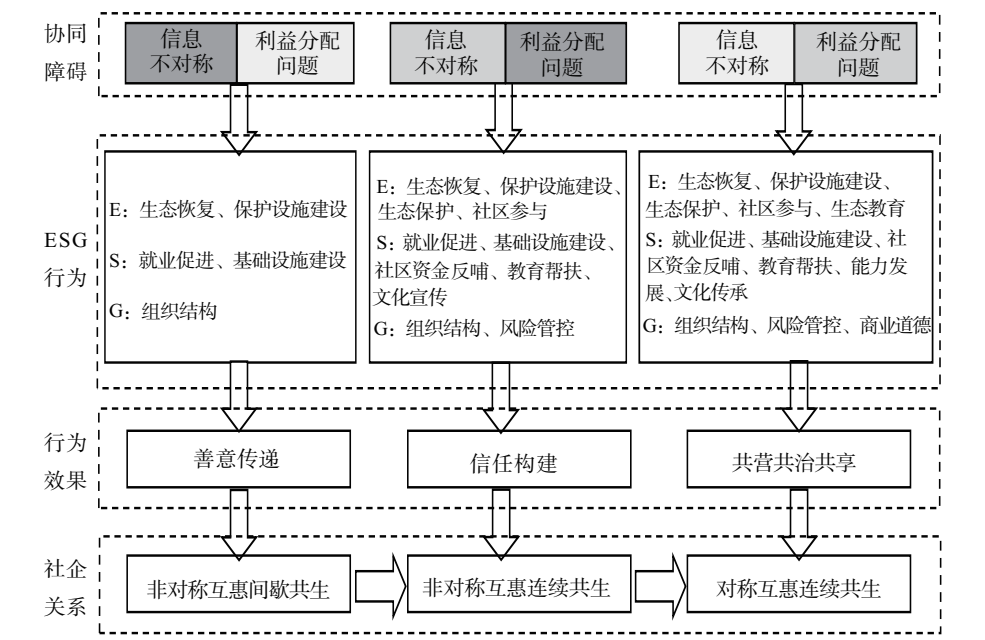 协同
障碍
信息
不对称
利益分配
问题
信息
不对称
利益分配
问题
信息
不对称
利益分配
问题
ESG
行为
E：生态恢复、保护设施建设
S：就业促进、基础设施建设
G：组织结构
E：生态恢复、保护设施建设、
生态保护、社区参与
S：就业促进、基础设施建设、
社区资金反哺、教育帮扶、
文化宣传
G：组织结构、风险管控
E：生态恢复、保护设施建设、
生态保护、社区参与、生态教育
S：就业促进、基础设施建设、社
区资金反哺、教育帮扶、能力发
展、文化传承
G：组织结构、风险管控、商业道德
行为
效果
善意传递
信任构建
共营共治共享
社企
关系
非对称互惠间歇共生
非对称互惠连续共生
对称互惠连续共生